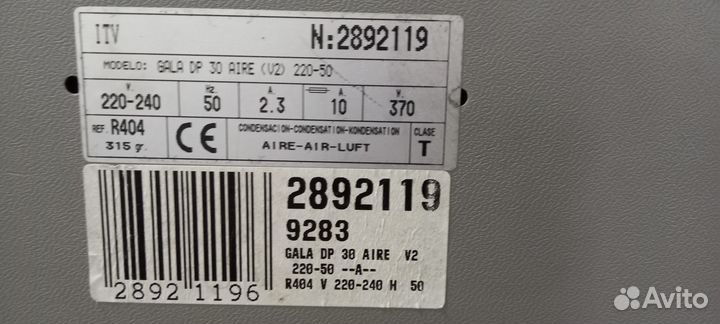 ITV N:2892119
MODELO: GALA DP 30 AIRE (V2) 220-50
V. Hz. A. A. W.
220-240 50 2.3 10 370
REF. R404 CE CONDENSACION-CONDENSATION-KONDENSATION CLASE
315 gr. AIRE-AIR-LUFT T
2892119
9283
GALA DP 30 AIRE V2
220-50 --A--
R404 V 220-240 H 50
2892 1196
Avito